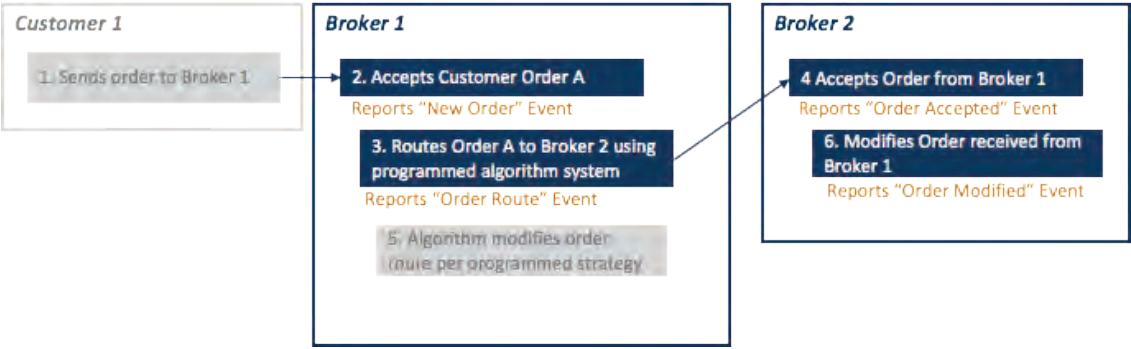 Customer 1
1. Sends order to Broker 1
Broker 1
2. Accepts Customer Order A
Reports "New Order" Event
3. Routes Order A to Broker 2 using
programmed algorithm system
Reports "Order Route" Event
5. Algorithm modifies order
route per programmed strategy
Broker 2
4 Accepts Order from Broker 1
Reports "Order Accepted" Event
6. Modifies Order received from
Broker 1
Reports "Order Modified" Event